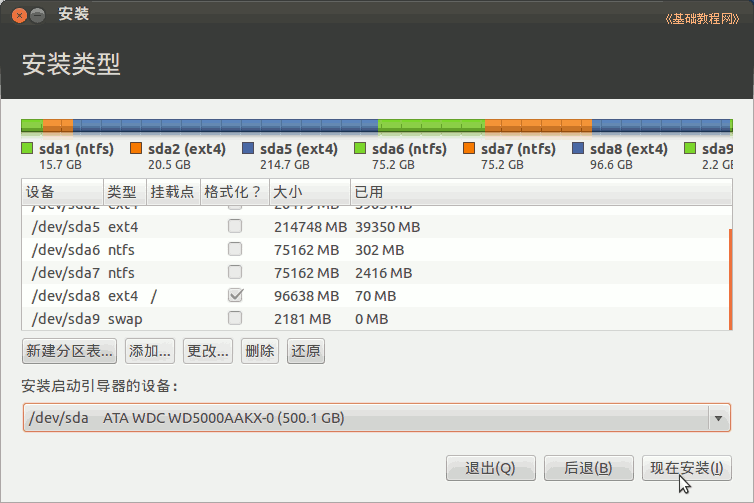 安装
《基础教程网》
安装类型
sda1 (ntfs) sda2 (ext4) sda5 (ext4) sda6 (ntfs) sda7 (ntfs) sda8 (ext4) sda9
15.7 GB 20.5 GB 214.7 GB 75.2 GB 75.2 GB 96.6 GB 2.2 G
设备 类型 挂载点 格式化？ 大小 已用
/dev/sda5 ext4 214748 MB 39350 MB
/dev/sda6 ntfs 75162 MB 302 MB
/dev/sda7 ntfs 75162 MB 2416 MB
/dev/sda8 ext4 / 96638 MB 70 MB
/dev/sda9 swap 2181 MB 0 MB
新建分区表... 添加... 更改... 删除 还原
安装启动引导器的设备：
/dev/sda ATA WDC WD5000AAKX-0 (500.1 GB)
退出(Q) 后退(B) 现在安装(I)